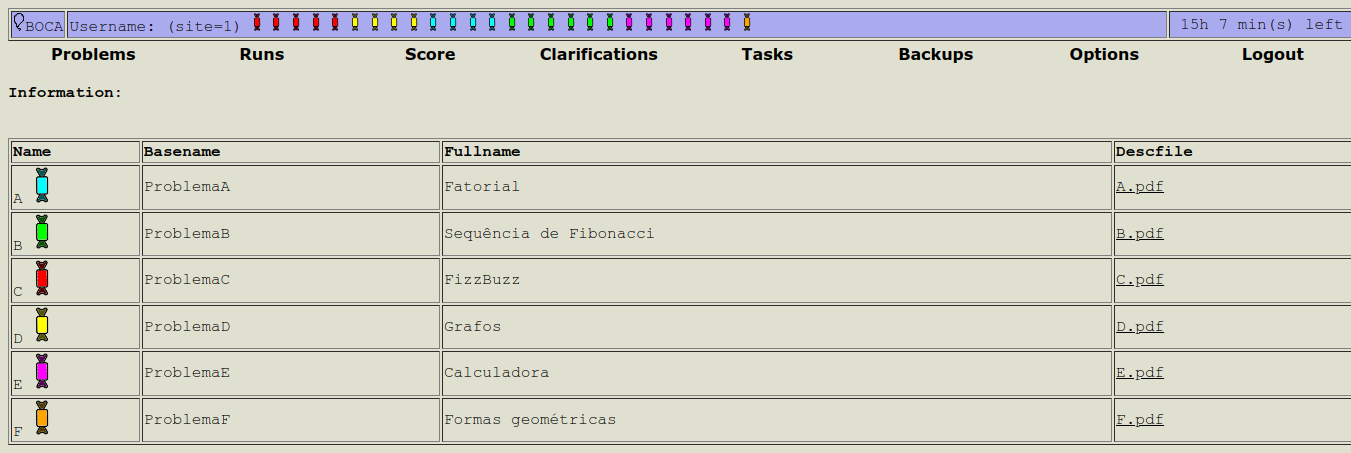 BOCA Username: (site=1) 15h 7 min(s) left
Problems Runs Score Clarifications Tasks Backups Options Logout
Information:
Name Basename Fullname Descfile
A ProblemaA Fatorial A.pdf
B ProblemaB Sequência de Fibonacci B.pdf
C ProblemaC FizzBuzz C.pdf
D ProblemaD Grafos D.pdf
E ProblemaE Calculadora E.pdf
F ProblemaF Formas geométricas F.pdf